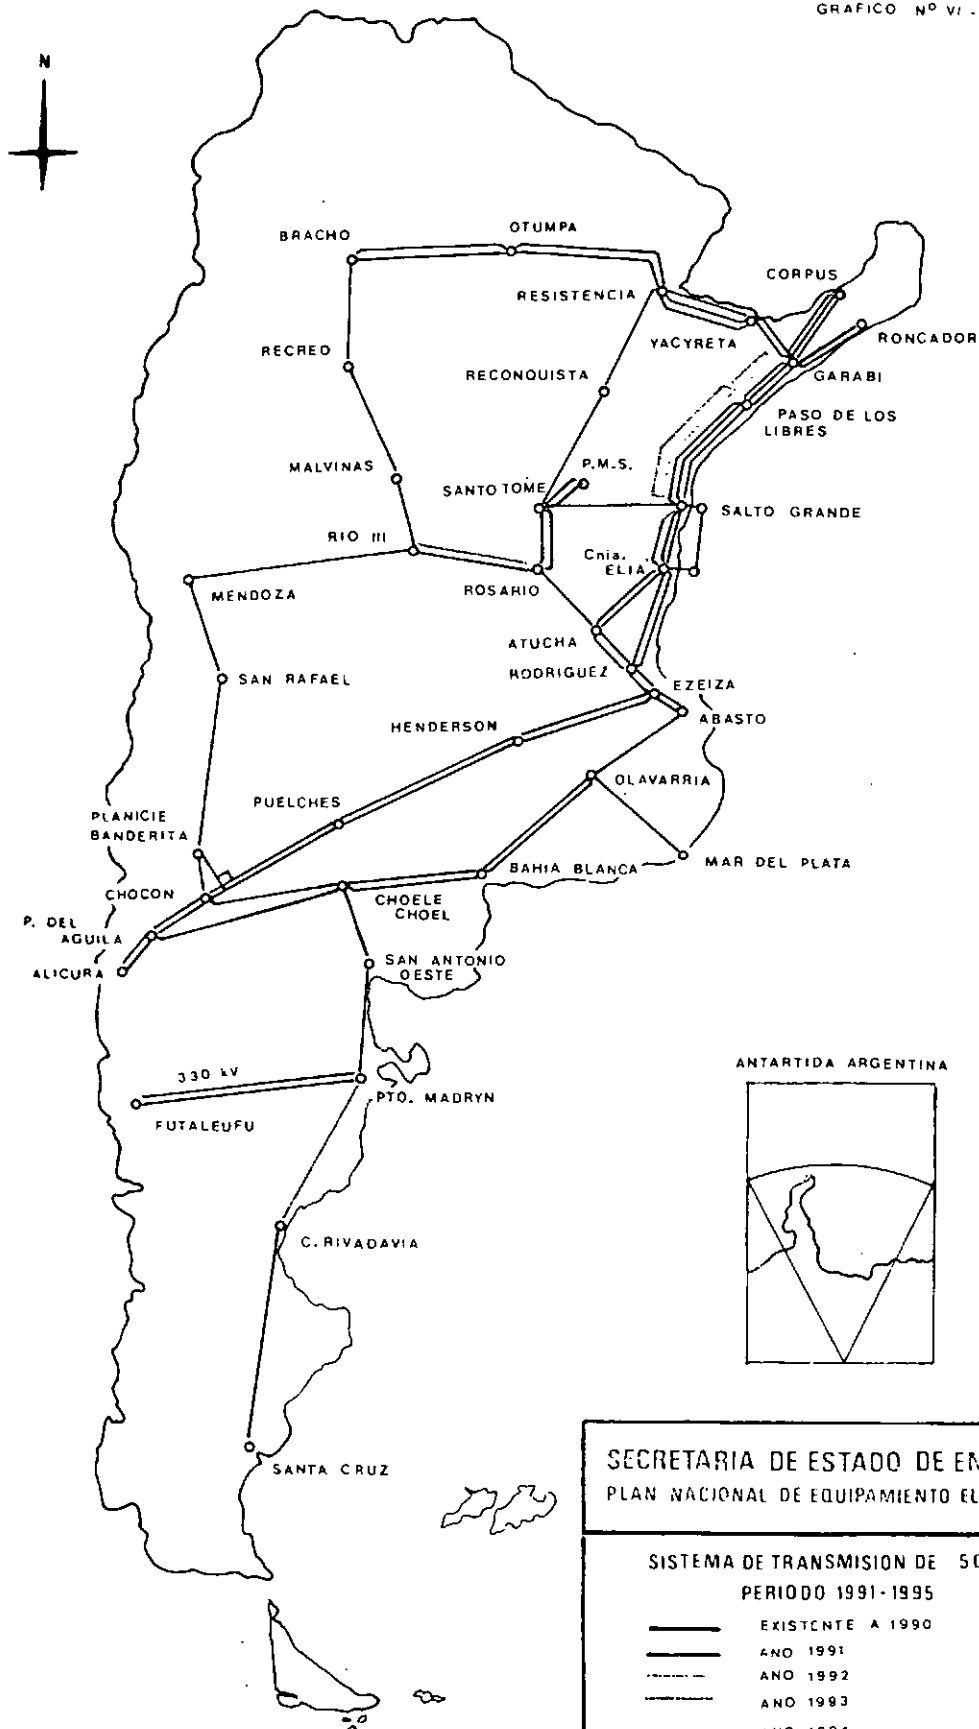 GRAFICO Nº VI -
N
BRACHO
OTUMPA
RESISTENCIA
CORPUS
YACYRETA
RONCADOR
RECREO
RECONQUISTA
GARABI
PASO DE LOS
LIBRES
MALVINAS
P.M.S.
SANTO TOME
SALTO GRANDE
RIO III
Cnia.
ELIA
MENDOZA
ROSARIO
ATUCHA
RODRIGUEZ
SAN RAFAEL
EZEIZA
ABASTO
HENDERSON
OLAVARRIA
PUELCHES
PLANICIE
BANDERITA
MAR DEL PLATA
BAHIA BLANCA
CHOCON
CHOELE
CHOEL
P. DEL
AGUILA
ALICURA
SAN ANTONIO
OESTE
330 kV
PTO. MADRYN
FUTALEUFU
ANTARTIDA ARGENTINA
C. RIVADAVIA
SANTA CRUZ
SECRETARIA DE ESTADO DE EN
PLAN NACIONAL DE EQUIPAMIENTO EL
SISTEMA DE TRANSMISION DE 50
PERIODO 1991-1995
EXISTENTE A 1990
ANO 1991
ANO 1992
ANO 1993